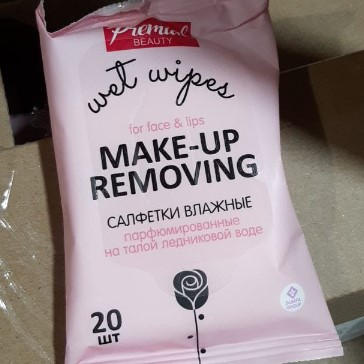 Premial
BEAUTY
wet wipes
for face & lips
MAKE-UP
REMOVING
САЛФЕТКИ ВЛАЖНЫЕ
парфюмированные
на талой ледниковой воде
20
ШТ